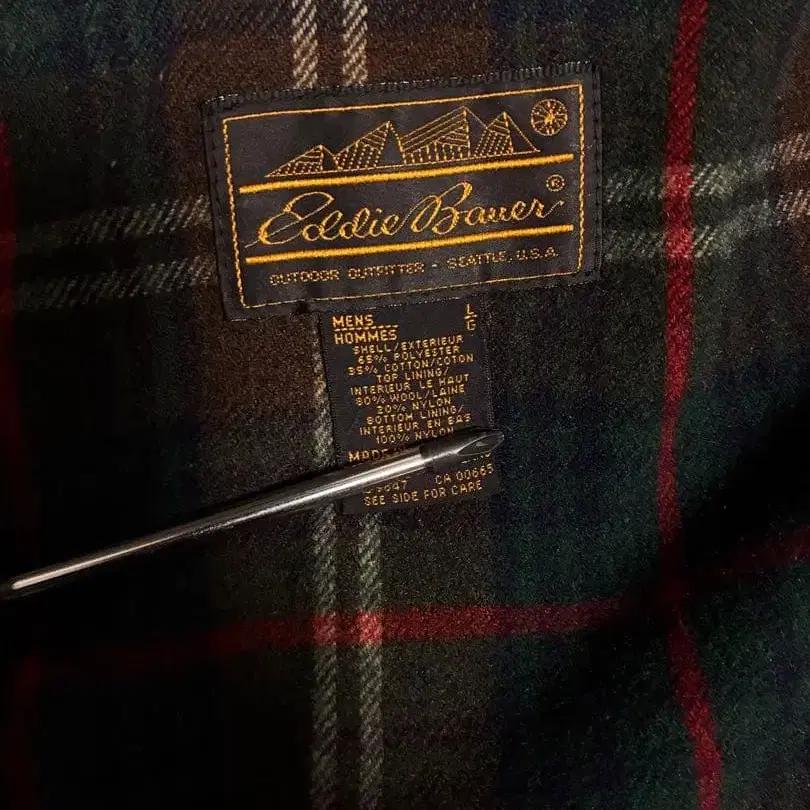 Eddie Bauer®
OUTDOOR OUTFITTER - SEATTLE, U.S.A.
MENS L
HOMMES G
SHELL/EXTERIEUR
65% POLYESTER
35% COTTON/COTON
TOP LINING/
INTERIEUR LE HAUT
80% WOOL/LAINE
20% NYLON
BOTTOM LINING/
INTERIEUR EN BAS
100% NYLON
MADE
CA 00665
SEE SIDE FOR CARE